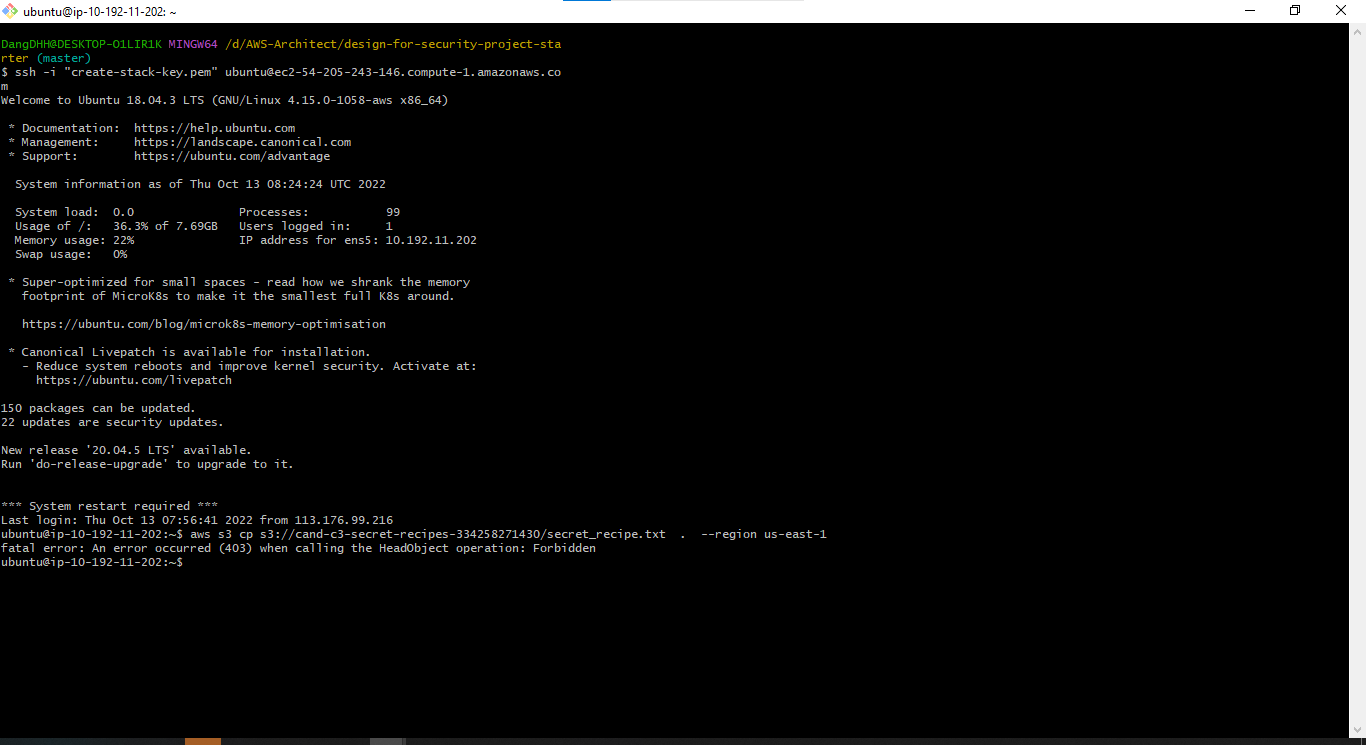 ubuntu@ip-10-192-11-202: ~
DangDHH@DESKTOP-O1LIR1K MINGW64 /d/AWS-Architect/design-for-security-project-sta
rter (master)
$ ssh -i "create-stack-key.pem" ubuntu@ec2-54-205-243-146.compute-1.amazonaws.co
m
Welcome to Ubuntu 18.04.3 LTS (GNU/Linux 4.15.0-1058-aws x86_64)
 * Documentation:  https://help.ubuntu.com
 * Management:     https://landscape.canonical.com
 * Support:        https://ubuntu.com/advantage
  System information as of Thu Oct 13 08:24:24 UTC 2022
  System load:  0.0               Processes:           99
  Usage of /:   36.3% of 7.69GB   Users logged in:     1
  Memory usage: 22%               IP address for ens5: 10.192.11.202
  Swap usage:   0%
 * Super-optimized for small spaces - read how we shrank the memory
   footprint of MicroK8s to make it the smallest full K8s around.
   https://ubuntu.com/blog/microk8s-memory-optimisation
 * Canonical Livepatch is available for installation.
   - Reduce system reboots and improve kernel security. Activate at:
     https://ubuntu.com/livepatch
150 packages can be updated.
22 updates are security updates.
New release '20.04.5 LTS' available.
Run 'do-release-upgrade' to upgrade to it.
*** System restart required ***
Last login: Thu Oct 13 07:56:41 2022 from 113.176.99.216
ubuntu@ip-10-192-11-202:~$ aws s3 cp s3://cand-c3-secret-recipes-334258271430/secret_recipe.txt  .  --region us-east-1
fatal error: An error occurred (403) when calling the HeadObject operation: Forbidden
ubuntu@ip-10-192-11-202:~$